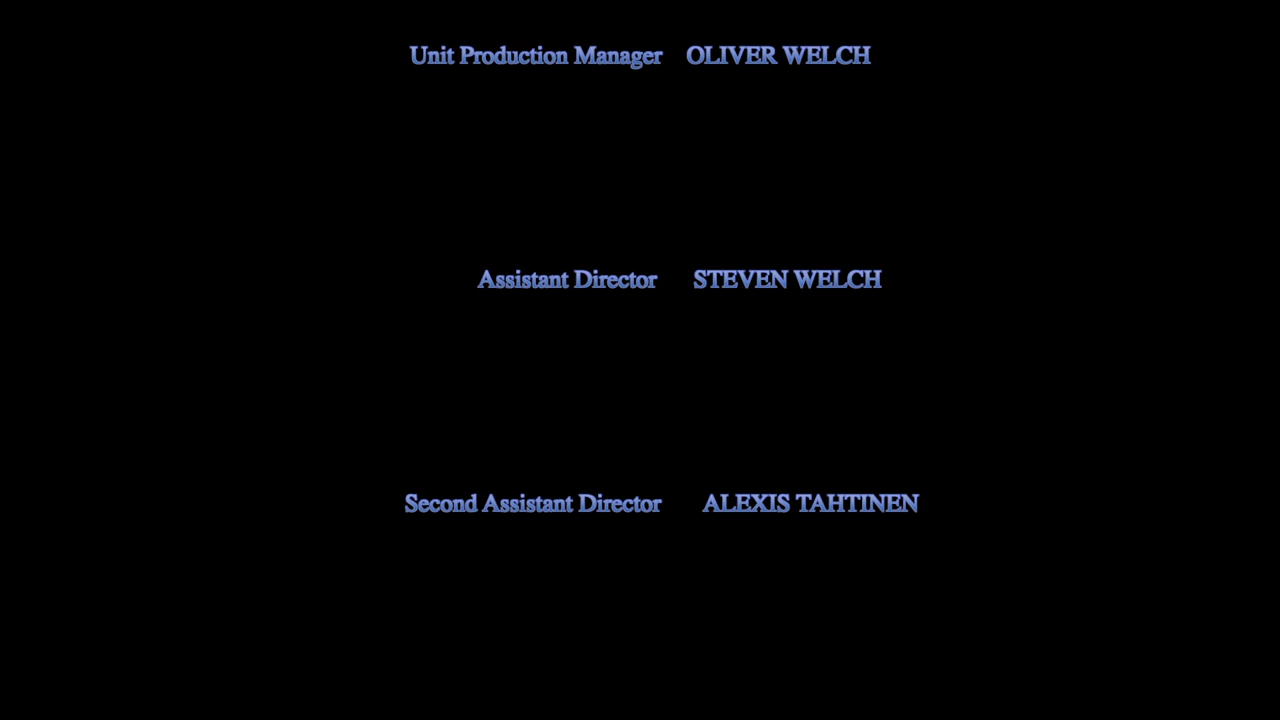 Unit Production Manager OLIVER WELCH
Assistant Director STEVEN WELCH
Second Assistant Director ALEXIS TAHTINEN